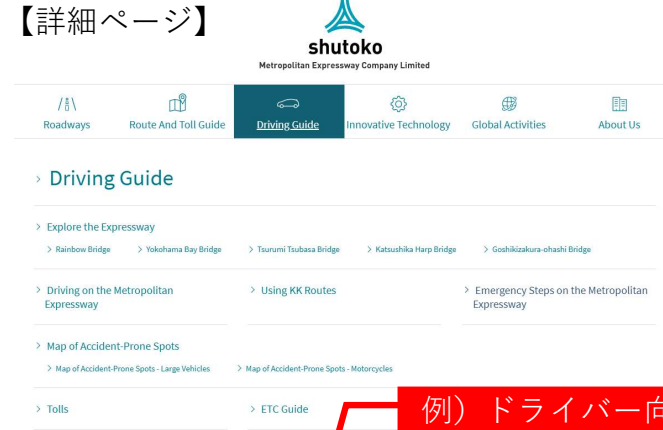 【詳細ページ】
shutoko
Metropolitan Expressway Company Limited
Roadways Route And Toll Guide Driving Guide Innovative Technology Global Activities About Us
> Driving Guide
> Explore the Expressway
> Rainbow Bridge > Yokohama Bay Bridge > Tsurumi Tsubasa Bridge > Katsushika Harp Bridge > Goshikizakura-ohashi Bridge
> Driving on the Metropolitan Expressway > Using KK Routes > Emergency Steps on the Metropolitan Expressway
> Map of Accident-Prone Spots
> Map of Accident-Prone Spots - Large Vehicles > Map of Accident-Prone Spots - Motorcycles
> Tolls > ETC Guide
例）ドライバー向